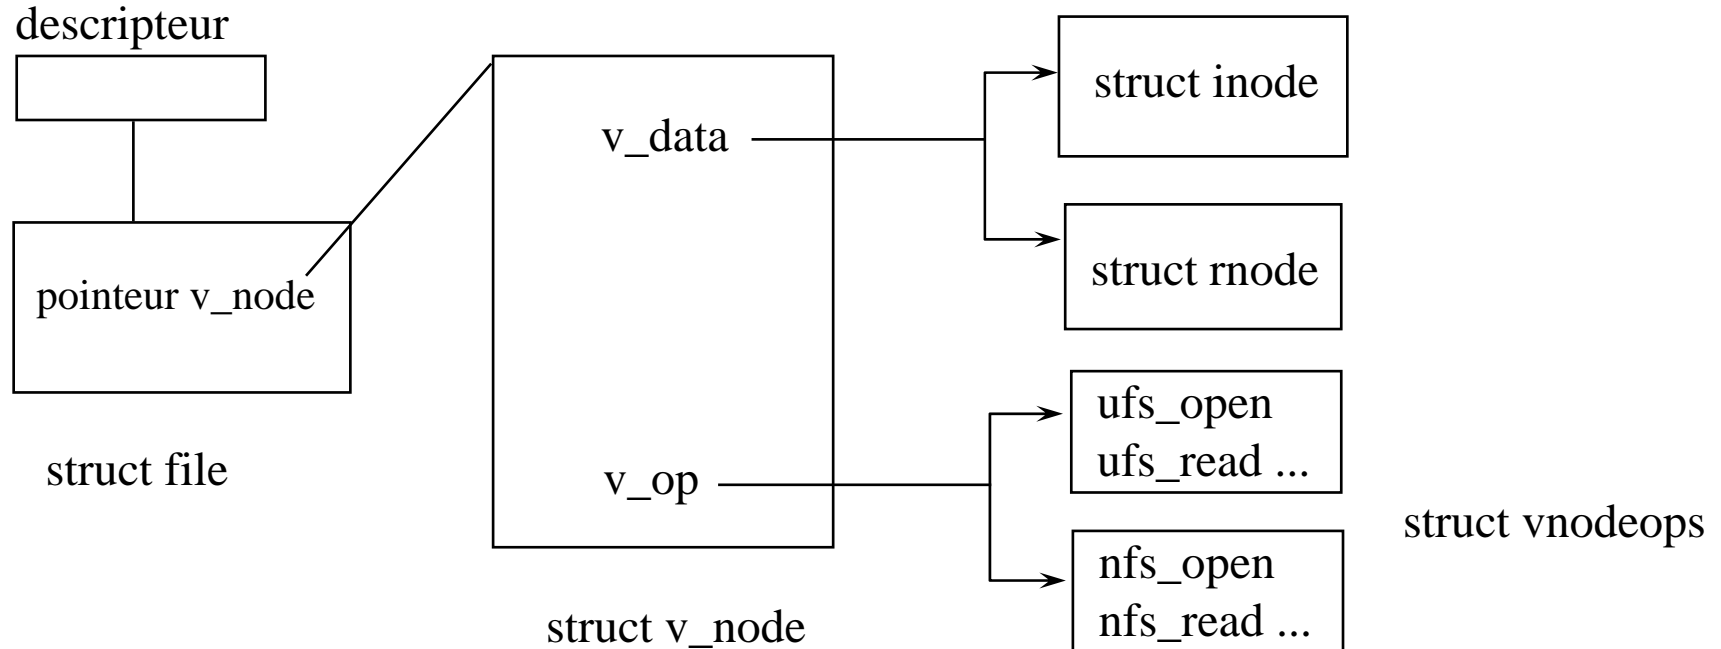 descripteur
pointeur v_node
struct file
v_data
v_op
struct v_node
struct inode
struct rnode
ufs_open
ufs_read ...
nfs_open
nfs_read ...
struct vnodeops